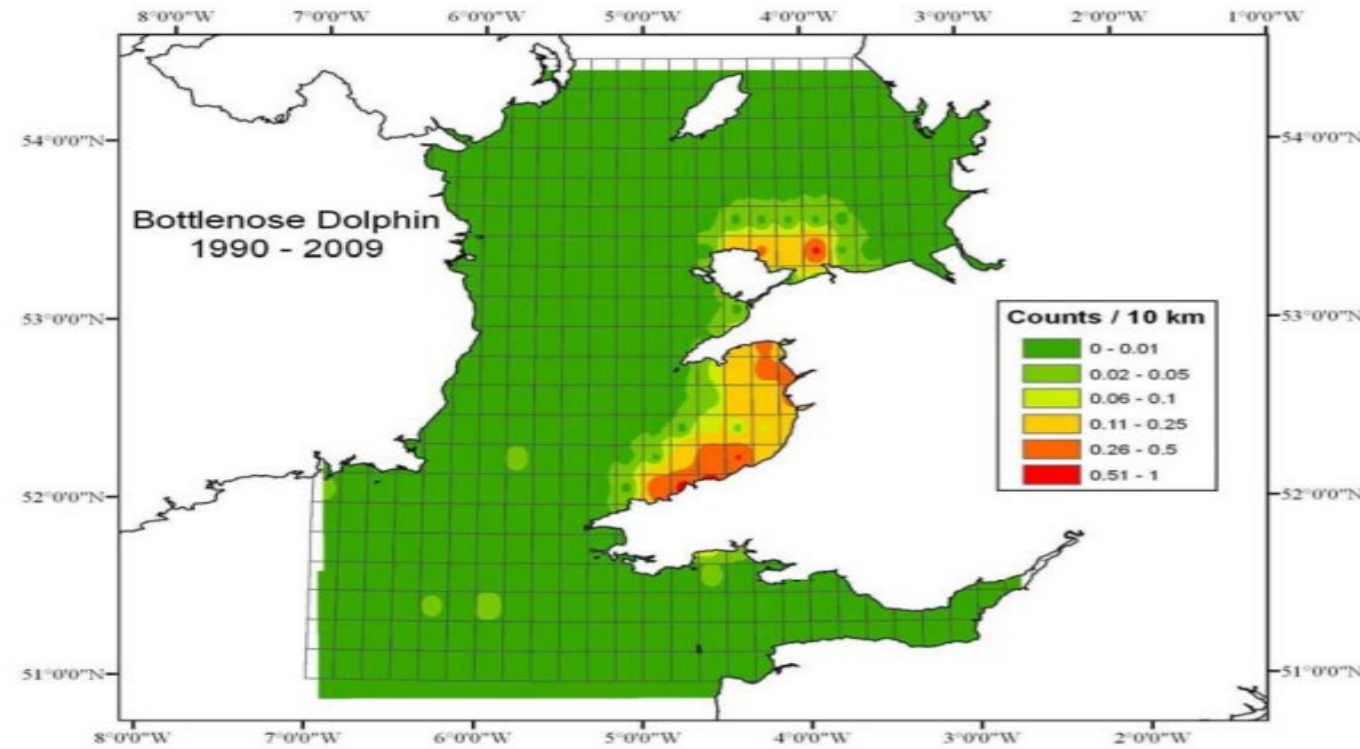 8°0'0"W 7°0'0"W 6°0'0"W 5°0'0"W 4°0'0"W 3°0'0"W 2°0'0"W 1°0'0"W
54°0'0"N 54°0'0"N
Bottlenose Dolphin
1990 - 2009
53°0'0"N 53°0'0"N
Counts / 10 km
0 - 0.01
0.02 - 0.05
0.06 - 0.1
0.11 - 0.25
0.26 - 0.5
0.51 - 1
52°0'0"N 52°0'0"N
51°0'0"N 51°0'0"N
8°0'0"W 7°0'0"W 6°0'0"W 5°0'0"W 4°0'0"W 3°0'0"W 2°0'0"W